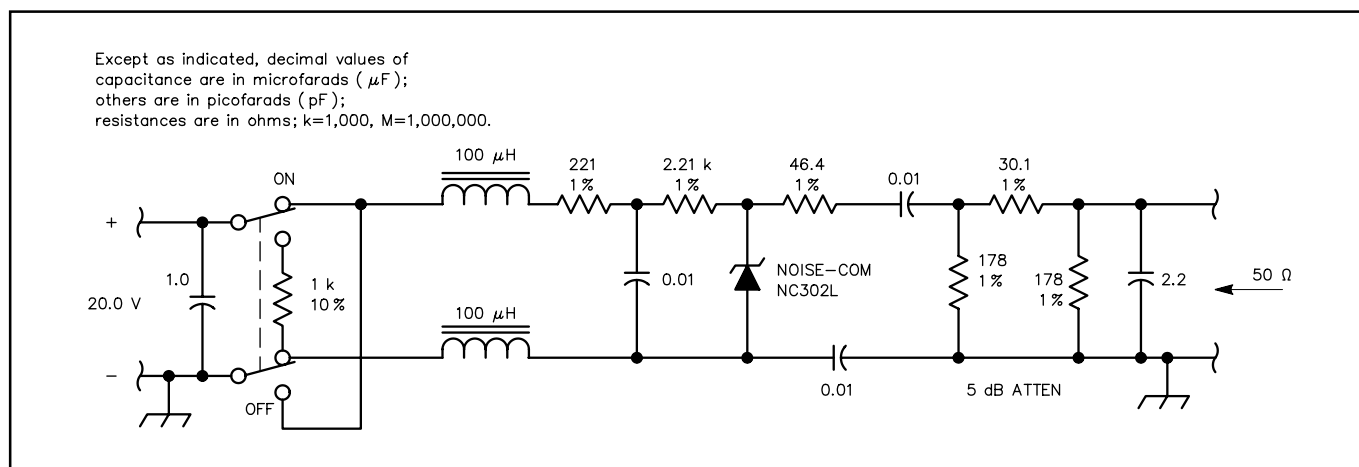 Except as indicated, decimal values of
capacitance are in microfarads ( μF);
others are in picofarads ( pF);
resistances are in ohms; k=1,000, M=1,000,000.
ON
100 μH
221
1%
2.21 k
1%
46.4
1%
0.01
30.1
1%
+
1.0
20.0 V
1 k
10%
0.01
NOISE-COM
NC302L
178
1%
178
1%
2.2
50 Ω
100 μH
-
OFF
0.01
5 dB ATTEN